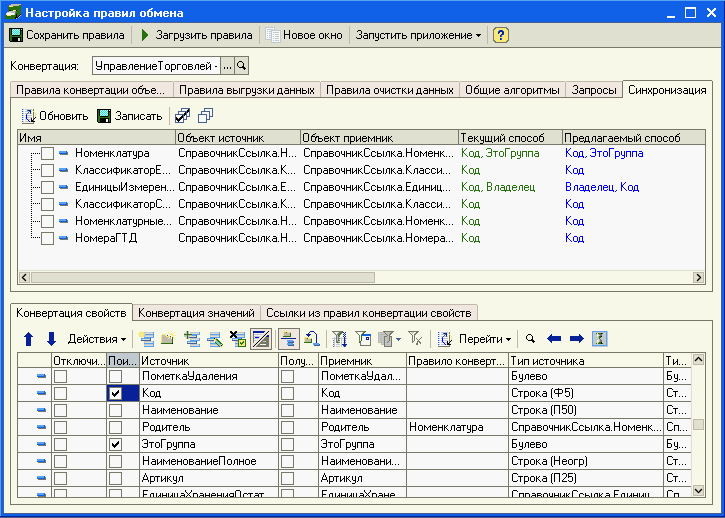 Настройка правил обмена
Сохранить правила Загрузить правила Новое окно Запустить приложение ?
Конвертация: УправлениеТорговлей - ...
Правила конвертации объе... Правила выгрузки данных Правила очистки данных Общие алгоритмы Запросы Синхронизация
Обновить Записать
Имя Объект источник Объект приемник Текущий способ Предлагаемый способ
Номенклатура СправочникСсылка.Н... СправочникСсылка.Номенк... Код, ЭтоГруппа Код, ЭтоГруппа
КлассификаторЕ... СправочникСсылка.К... СправочникСсылка.Класси... Код Код
ЕдиницыИзмерен... СправочникСсылка.Е... СправочникСсылка.Единиц... Код, Владелец Владелец, Код
КлассификаторС... СправочникСсылка.К... СправочникСсылка.Класси... Код Код
Номенклатурные... СправочникСсылка.Н... СправочникСсылка.Номенк... Код Код
НомераГТД СправочникСсылка.Н... СправочникСсылка.Номера... Код Код
Конвертация свойств Конвертация значений Ссылки из правил конвертации свойств
Действия Перейти
Отключи... Пои... Источник Полу... Приемник Правило конверт... Тип источника Ти...
ПометкаУдаления ПометкаУдал... Булево Бу...
Код Код Строка (Ф5) Ст...
Наименование Наименование Строка (П50) Ст...
Родитель Родитель Номенклатура СправочникСсылка.Номенк... Сп...
ЭтоГруппа ЭтоГруппа Булево Бу...
НаименованиеПолное Наименовани... Строка (Неогр) Ст...
Артикул Артикул Строка (П25) Ст...
ЕдиницаХраненияОстат... ЕдиницаХране... СправочникСсылка.Единиц... Сп...